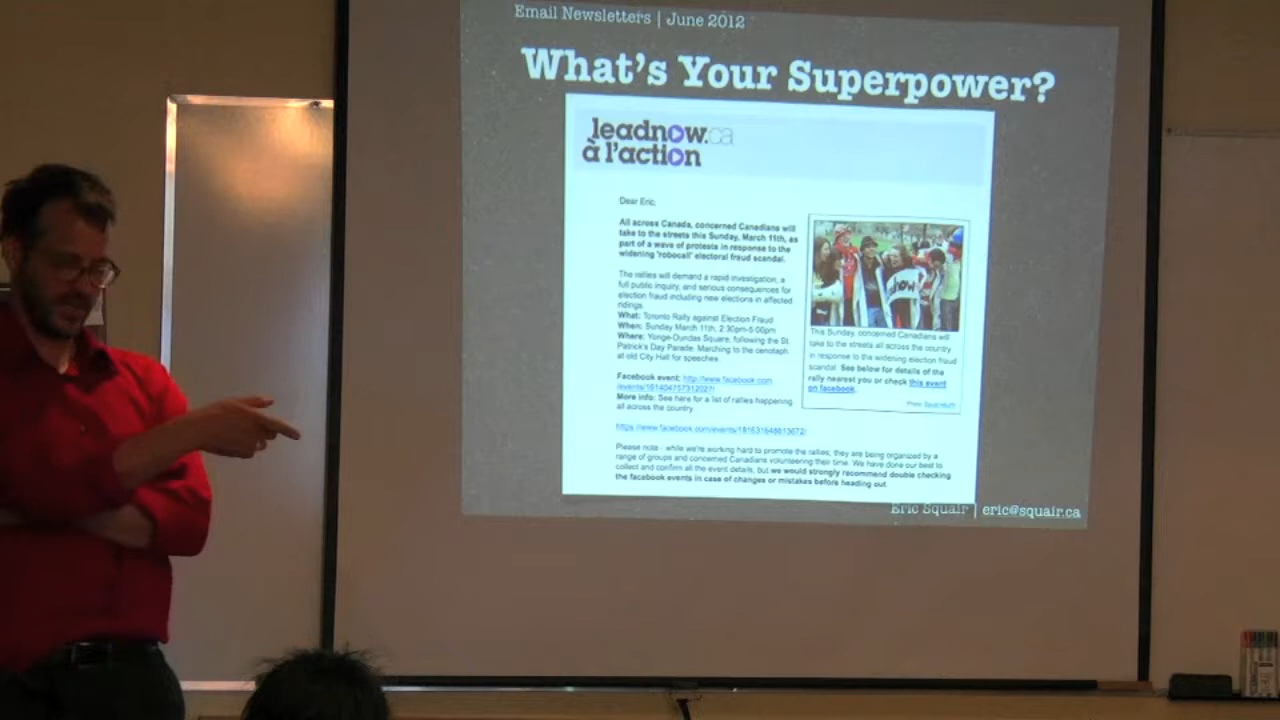 Email Newsletters | June 2012
What's Your Superpower?
leadnow.ca
à l'action
Dear Eric,
All across Canada, concerned Canadians will
take to the streets this Sunday, March 11th, as
part of a wave of protests in response to the
widening 'robocall' electoral fraud scandal.
The rallies will demand a rapid investigation, a
full public inquiry, and serious consequences for
election fraud including new elections in affected
ridings.
What: Toronto Rally against Election Fraud
When: Sunday March 11th, 2:30pm-5:00pm
Where: Yonge-Dundas Square, following the St.
Patrick's Day Parade. Marching to the cenotaph
at old City Hall for speeches
Facebook event: http://www.facebook.com
More info: See here for a list of rallies happening
all across the country.
Please note - while we're working hard to promote the rallies, they are being organized by a
range of groups and concerned Canadians volunteering their time. We have done our best to
collect and confirm all the event details, but we would strongly recommend double checking
the facebook events in case of changes or mistakes before heading out.
This Sunday, concerned Canadians will
take to the streets all across the country
in response to the widening election fraud
scandal. See below for details of the
rally nearest you or check this event
on facebook.
Eric Squair | eric@squair.ca